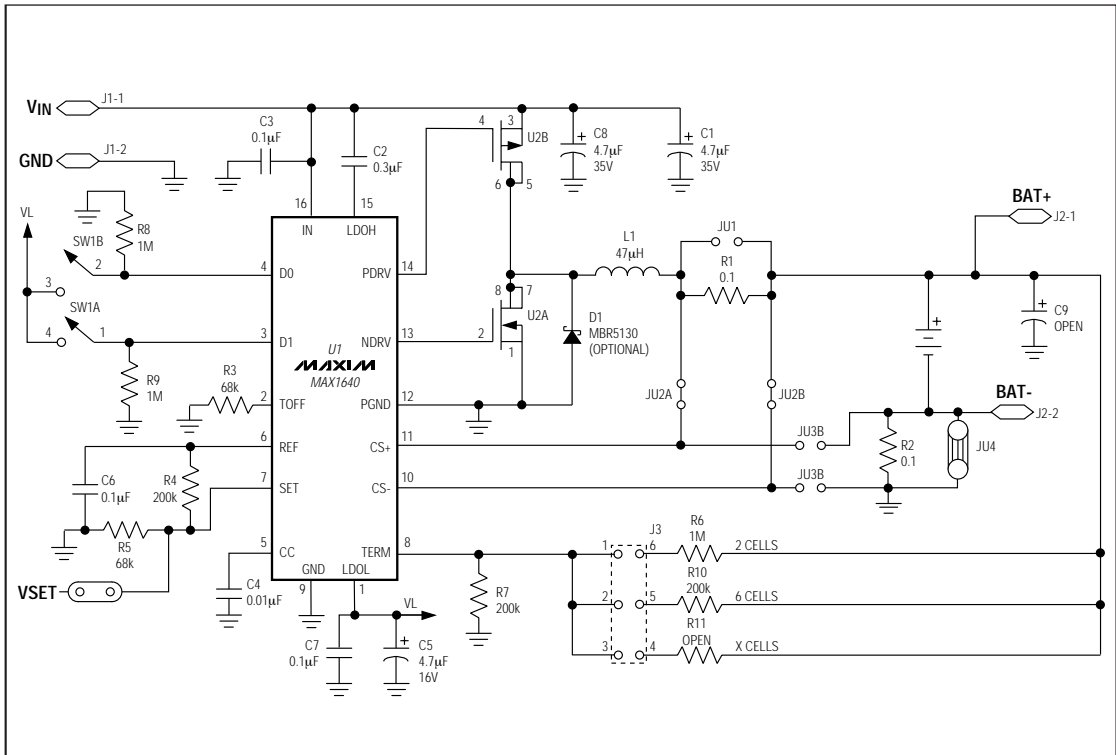 VIN
J1-1
GND
J1-2
C3
0.1µF
C2
0.3µF
4
3
U2B
6
5
C8
4.7µF
35V
C1
4.7µF
35V
BAT+
J2-1
VL
R8
1M
SW1B
2
3
SW1A
4
1
R9
1M
R3
68k
16
15
IN
LDOH
4
D0
3
D1
2
TOFF
6
REF
7
SET
5
CC
U1
MAXIM
MAX1640
PDRV
14
NDRV
13
PGND
12
CS+
11
CS-
10
TERM
8
GND
9
LDOL
1
8
7
2
U2A
1
D1
MBR5130
(OPTIONAL)
L1
47µH
JU1
R1
0.1
JU2A
JU2B
C9
OPEN
BAT-
J2-2
JU3B
JU3B
R2
0.1
JU4
C6
0.1µF
R4
200k
R5
68k
VSET
C4
0.01µF
C7
0.1µF
VL
C5
4.7µF
16V
R7
200k
J3
1
6
R6
1M
2 CELLS
2
5
R10
200k
6 CELLS
3
4
R11
OPEN
X CELLS